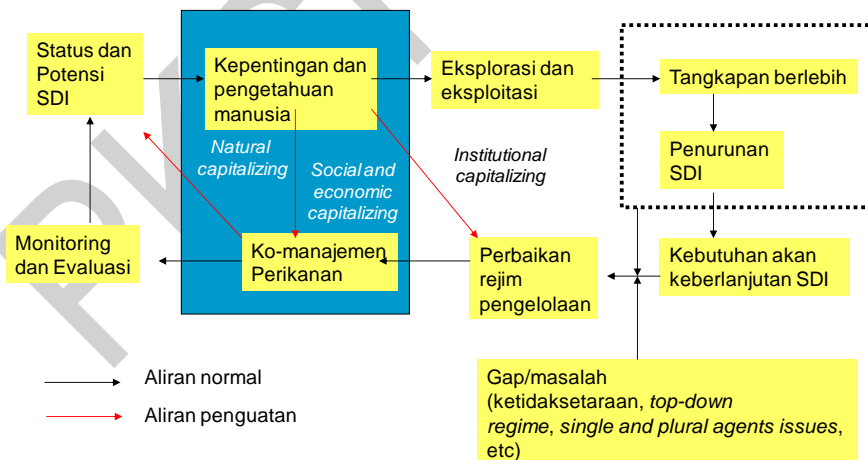 Status dan
Potensi
SDI
Kepentingan dan
pengetahuan
manusia
Eksplorasi dan
eksploitasi
Tangkapan berlebih
Natural
capitalizing
Social and
economic
capitalizing
Institutional
capitalizing
Penurunan
SDI
Monitoring
dan Evaluasi
Ko-manajemen
Perikanan
Perbaikan
rejim
pengelolaan
Kebutuhan akan
keberlanjutan SDI
Aliran normal
Aliran penguatan
Gap/masalah
(ketidaksetaraan, top-down
regime, single and plural agents issues,
etc)